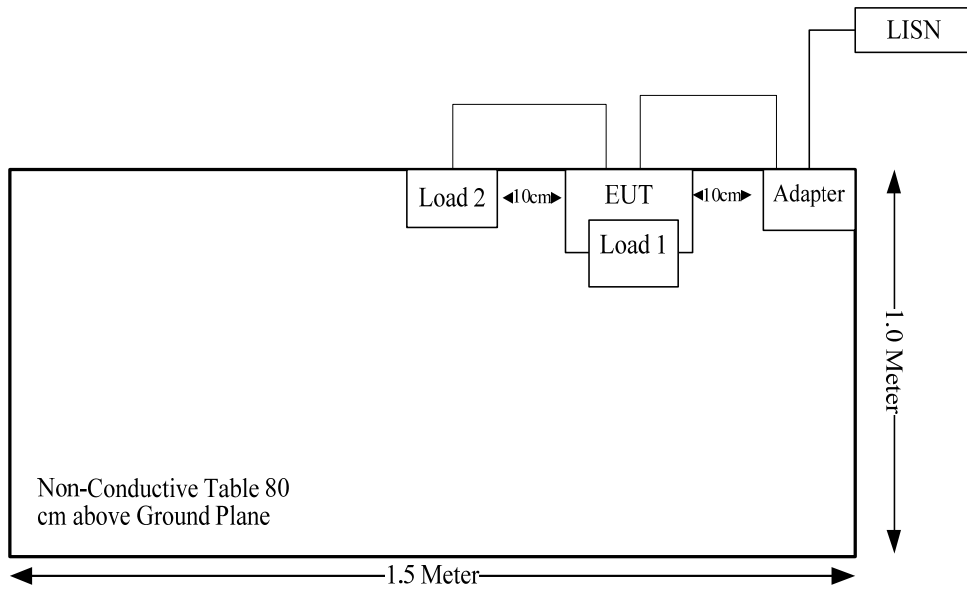 LISN
Load 2
10cm
EUT
10cm
Adapter
Load 1
1.0 Meter
Non-Conductive Table 80
cm above Ground Plane
1.5 Meter